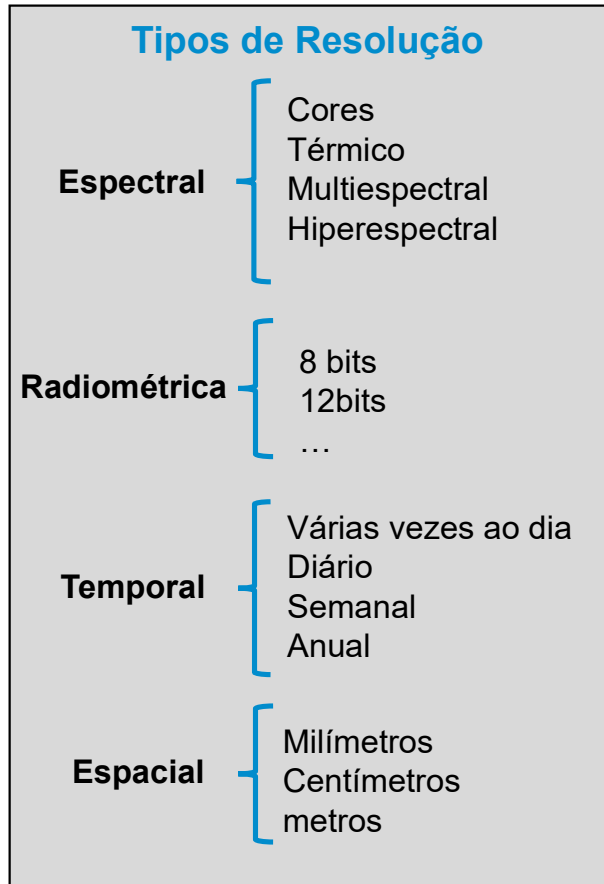 Tipos de Resolução
Espectral
Cores
Térmico
Multiespectral
Hiperespectral
Radiométrica
8 bits
12bits
…
Temporal
Várias vezes ao dia
Diário
Semanal
Anual
Espacial
Milímetros
Centímetros
metros